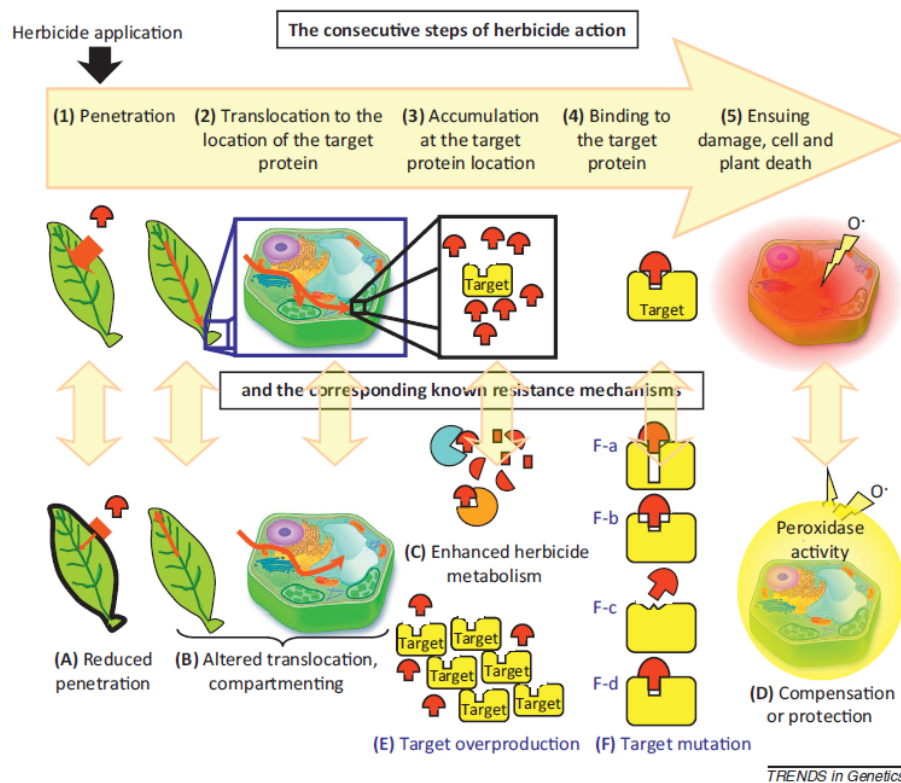 Herbicide application
The consecutive steps of herbicide action
(1) Penetration
(2) Translocation to the
location of the target
protein
(3) Accumulation
at the target
protein location
(4) Binding to
the target
protein
(5) Ensuing
damage, cell and
plant death
O·
Target
Target
and the corresponding known resistance mechanisms
F-a
F-b
F-c
F-d
O·
Peroxidase
activity
(C) Enhanced herbicide
metabolism
Target
Target
Target
Target
Target
Target
Target
(A) Reduced
penetration
(B) Altered translocation,
compartmenting
(D) Compensation
or protection
(E) Target overproduction
(F) Target mutation
TRENDS in Genetics